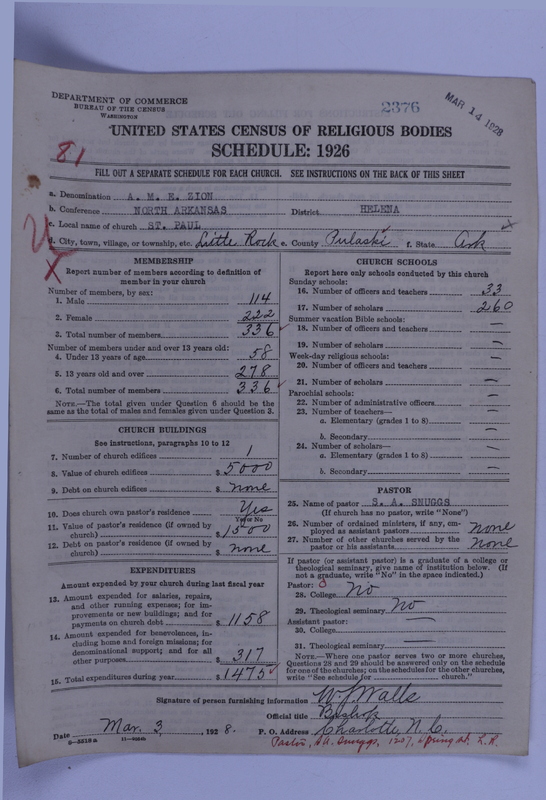 DEPARTMENT OF COMMERCE
BUREAU OF THE CENSUS
WASHINGTON
2376
MAR 14 1928
UNITED STATES CENSUS OF RELIGIOUS BODIES
SCHEDULE: 1926
81
FILL OUT A SEPARATE SCHEDULE FOR EACH CHURCH. SEE INSTRUCTIONS ON THE BACK OF THIS SHEET
a. Denomination A. M. E. ZION
b. Conference NORTH ARKANSAS District HELENA
c. Local name of church ST. PAUL
d. City, town, village, or township, etc. Little Rock e. County Pulaski f. State Ark
MEMBERSHIP
Report number of members according to definition of
member in your church
Number of members, by sex:
1. Male 114
2. Female 222
3. Total number of members 336
Number of members under and over 13 years old:
4. Under 13 years of age 58
5. 13 years old and over 278
6. Total number of members 336
NOTE.—The total given under Question 6 should be the
same as the total of males and females given under Question 3.
CHURCH BUILDINGS
See instructions, paragraphs 10 to 12
7. Number of church edifices 1
8. Value of church edifices $ 5000
9. Debt on church edifices $ none
10. Does church own pastor's residence Yes
Yes or No
11. Value of pastor's residence (if owned by
church) $ 1500
12. Debt on pastor's residence (if owned by
church) $ none
EXPENDITURES
Amount expended by your church during last fiscal year
13. Amount expended for salaries, repairs,
and other running expenses; for im-
provements or new buildings; and for
payments on church debt $ 1158
14. Amount expended for benevolences, in-
cluding home and foreign missions; for
denominational support; and for all
other purposes $ 317
15. Total expenditures during year $ 1475
CHURCH SCHOOLS
Report here only schools conducted by this church
Sunday schools:
16. Number of officers and teachers 33
17. Number of scholars 260
Summer vacation Bible schools:
18. Number of officers and teachers —
19. Number of scholars —
Week-day religious schools:
20. Number of officers and teachers —
21. Number of scholars —
Parochial schools:
22. Number of administrative officers —
23. Number of teachers—
a. Elementary (grades 1 to 8) —
b. Secondary —
24. Number of scholars—
a. Elementary (grades 1 to 8) —
b. Secondary —
PASTOR
25. Name of pastor S. A. SNUGGS
(If church has no pastor, write "None")
26. Number of ordained ministers, if any, em-
ployed as assistant pastors none
27. Number of other churches served by the
pastor or his assistants none
If pastor (or assistant pastor) is a graduate of a college or
theological seminary, give name of institution below. (If
not a graduate, write "No" in the space indicated.)
Pastor:
28. College No
29. Theological seminary no
Assistant pastor:
30. College —
31. Theological seminary —
NOTE.—Where one pastor serves two or more churches,
Questions 28 and 29 should be answered only on the schedule
for one of the churches; on the schedules for the other churches,
write "See schedule for church."
Signature of person furnishing information W J Walls
Official title Bishop
Date Mar. 3, 1928. P. O. Address Charlotte, N. C.
Pastor, S.A. Snuggs, 1207, Spring st. L.R.